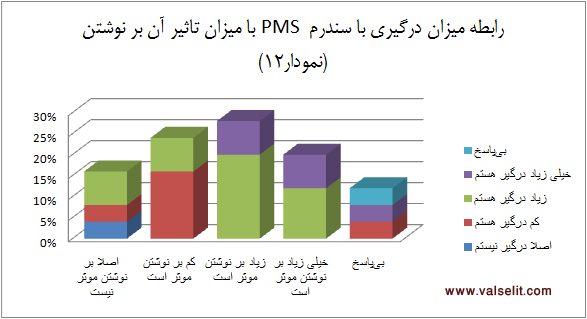 رابطه میزان درگیری با سندرم PMS با میزان تاثیر آن بر نوشتن
(نمودار۱۲)
30%
25%
20%
15%
10%
5%
0%
اصلا بر
نوشتن موثر
نیست
کم بر نوشتن
موثر است
زیاد بر نوشتن
موثر است
خیلی زیاد بر
نوشتن موثر
است
بی‌پاسخ
بی‌پاسخ
خیلی زیاد درگیر هستم
زیاد درگیر هستم
کم درگیر هستم
اصلا درگیر نیستم
www.valselit.com